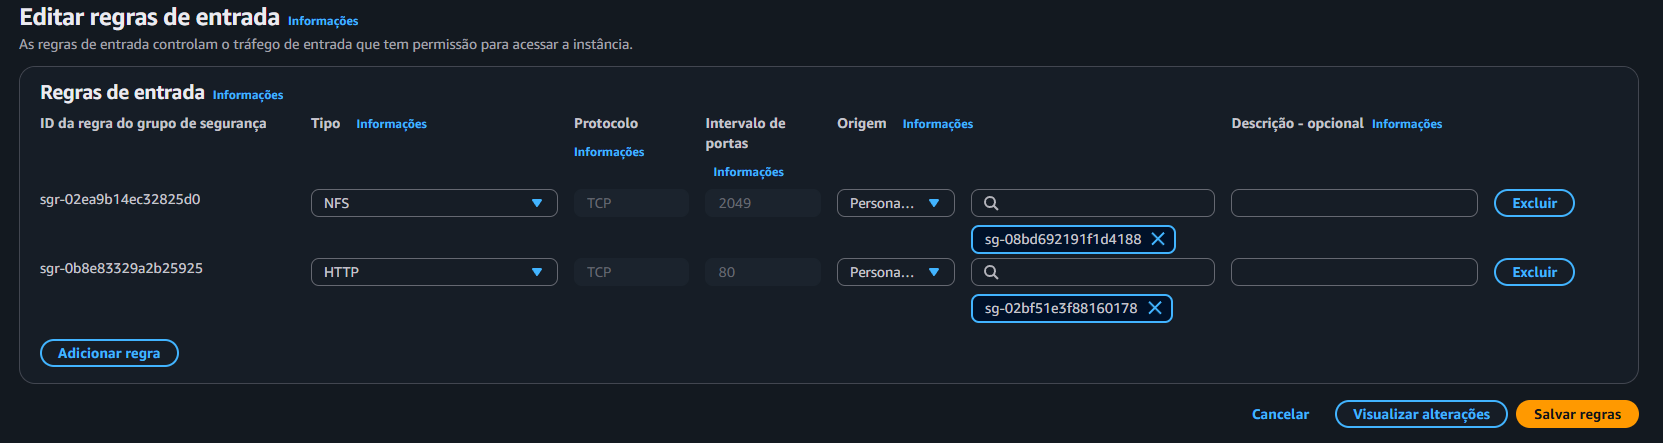 Editar regras de entrada Informações
As regras de entrada controlam o tráfego de entrada que tem permissão para acessar a instância.
Regras de entrada Informações
ID da regra do grupo de segurança Tipo Informações Protocolo Informações Intervalo de portas Informações Origem Informações Descrição - opcional Informações
sgr-02ea9b14ec32825d0 NFS TCP 2049 Persona... Excluir
sg-08bd692191f1d4188
sgr-0b8e83329a2b25925 HTTP TCP 80 Persona... Excluir
sg-02bf51e3f88160178
Adicionar regra
Cancelar Visualizar alterações Salvar regras